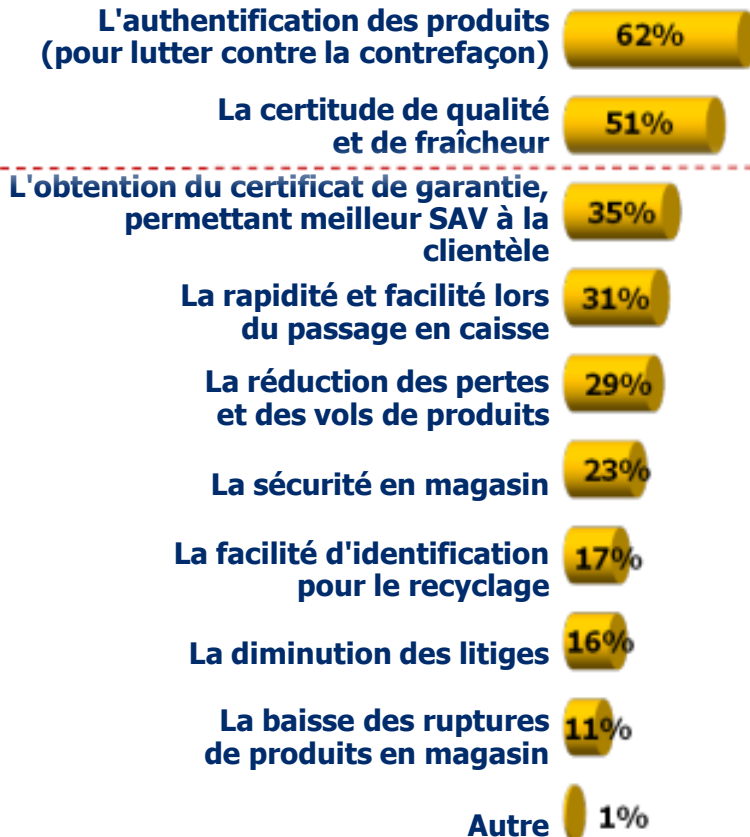 L'authentification des produits
(pour lutter contre la contrefaçon)
62%
La certitude de qualité
et de fraîcheur
51%
L'obtention du certificat de garantie,
permettant meilleur SAV à la
clientèle
35%
La rapidité et facilité lors
du passage en caisse
31%
La réduction des pertes
et des vols de produits
29%
La sécurité en magasin
23%
La facilité d'identification
pour le recyclage
17%
La diminution des litiges
16%
La baisse des ruptures
de produits en magasin
11%
Autre
1%